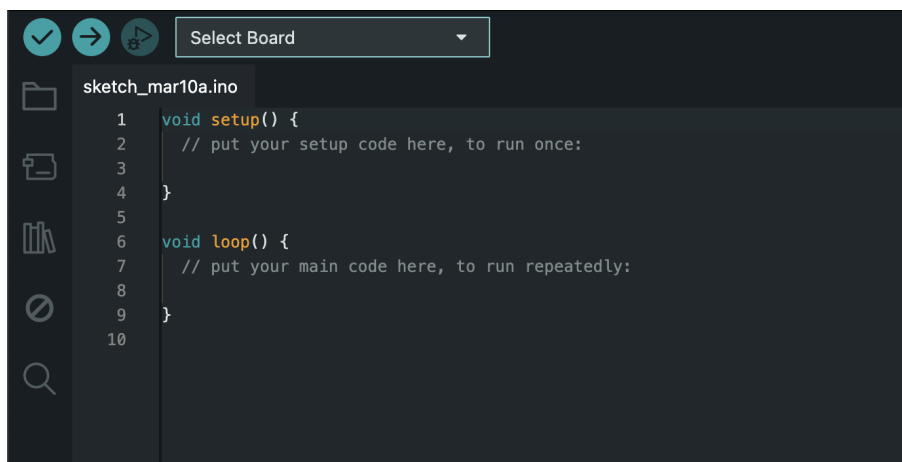 Select Board
sketch_mar10a.ino
1 void setup() {
2 // put your setup code here, to run once:
3
4 }
5
6 void loop() {
7 // put your main code here, to run repeatedly:
8
9 }
10